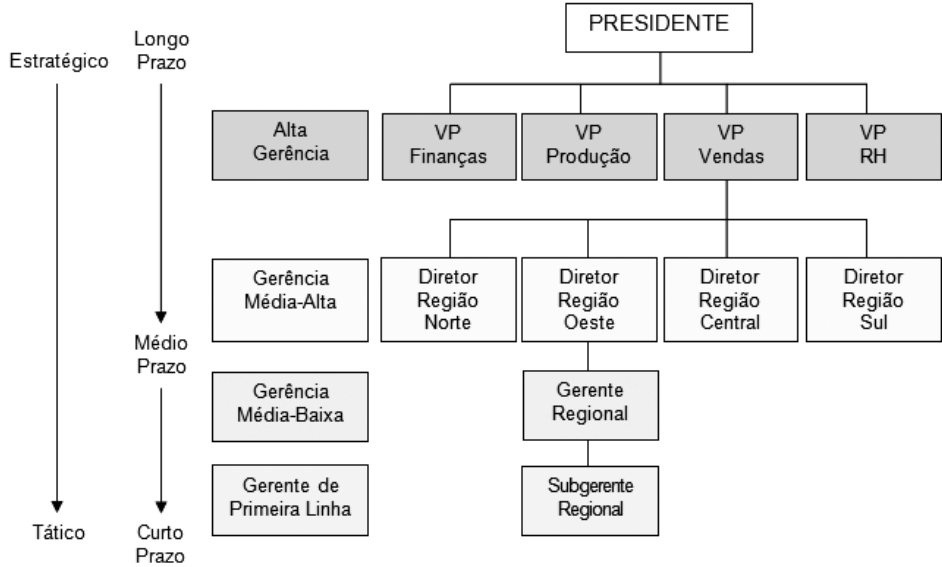 PRESIDENTE
Estratégico
Longo
Prazo
Alta
Gerência
VP
Finanças
VP
Produção
VP
Vendas
VP
RH
Gerência
Média-Alta
Diretor
Região
Norte
Diretor
Região
Oeste
Diretor
Região
Central
Diretor
Região
Sul
Médio
Prazo
Gerência
Média-Baixa
Gerente
Regional
Gerente de
Primeira Linha
Subgerente
Regional
Tático
Curto
Prazo